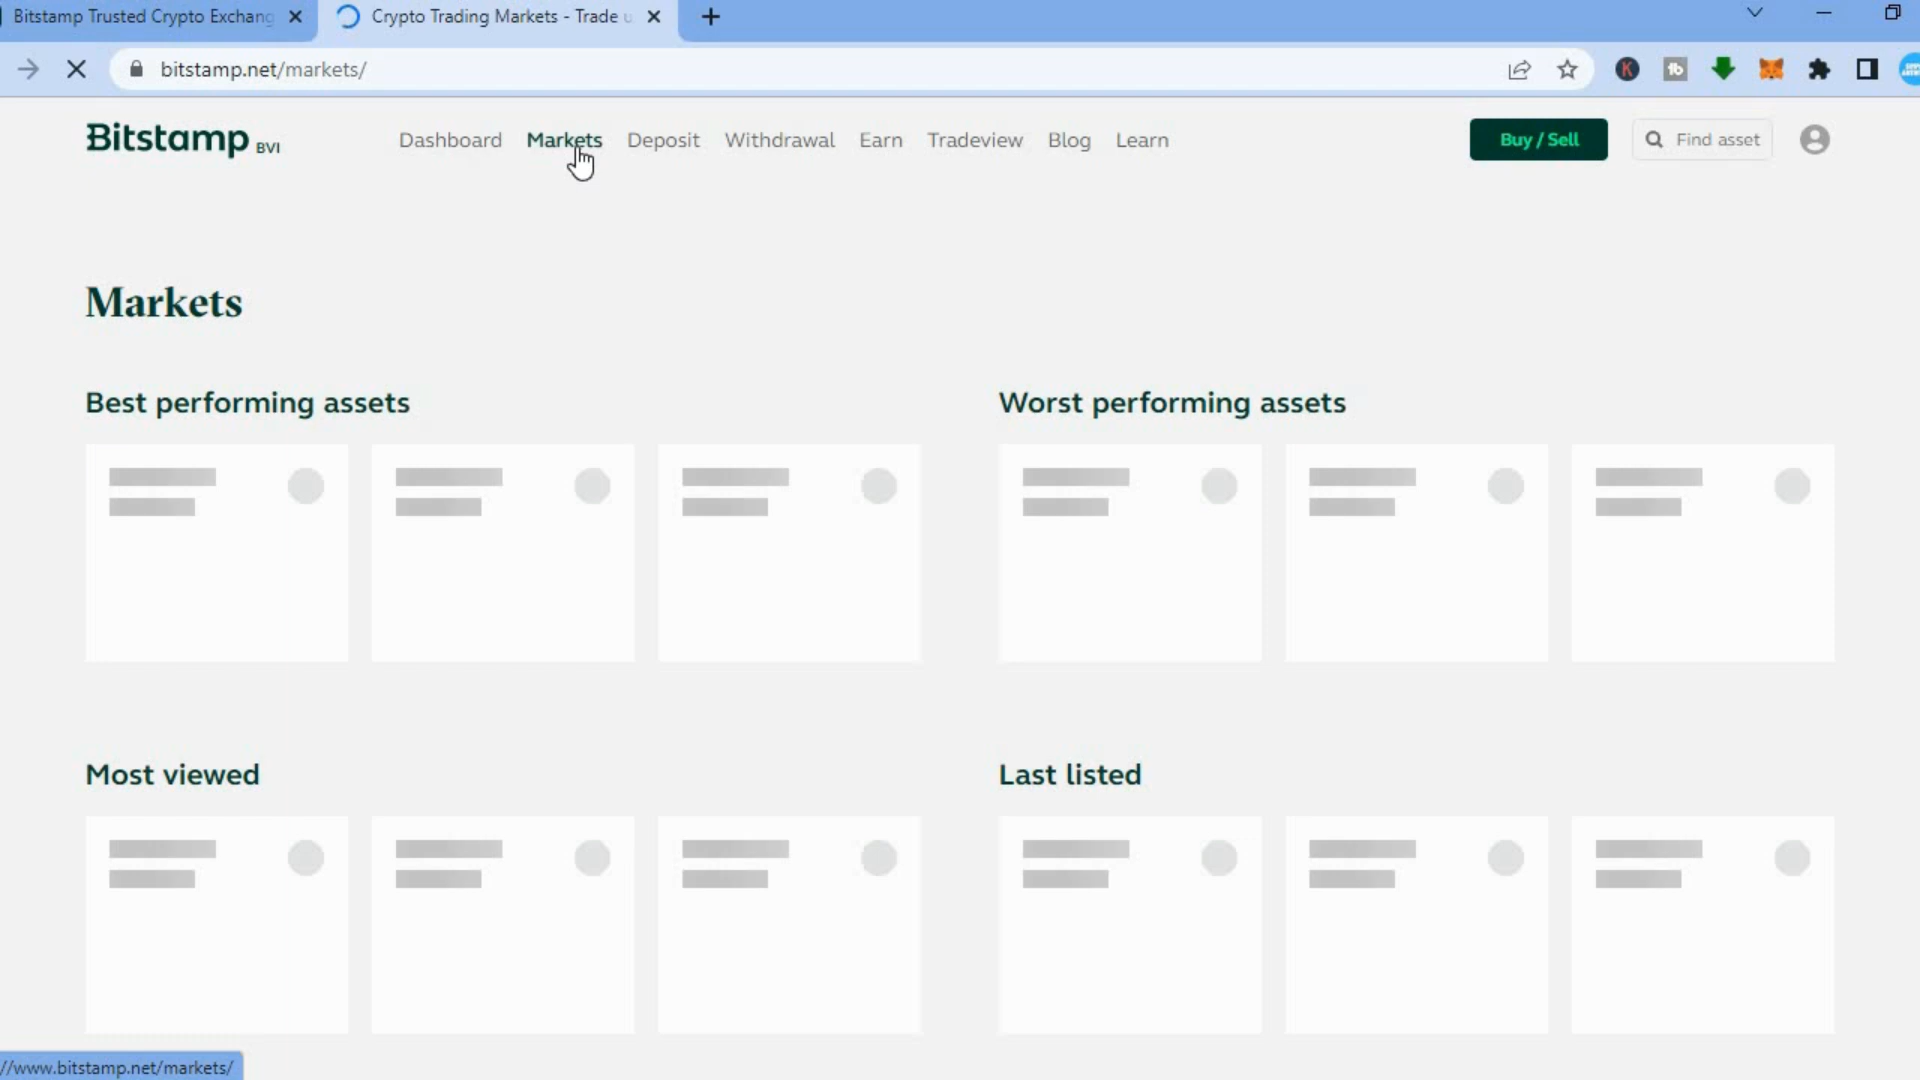 Bitstamp Trusted Crypto Exchang
Crypto Trading Markets - Trade u
bitstamp.net/markets/
Bitstamp BVI
Dashboard Markets Deposit Withdrawal Earn Tradeview Blog Learn
Buy / Sell
Find asset
Markets
Best performing assets
Worst performing assets
Most viewed
Last listed
//www.bitstamp.net/markets/